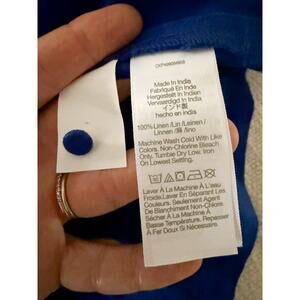 Made In India
Fabriqué En Inde
Hergestellt in Indien
Vervaardigd In India
インド製
hecho en india
100% Linen/Lin/Leinen/
Linnen/麻/lino
Machine Wash Cold With Like
Colors. Non-Chlorine Bleach
Only. Tumble Dry Low. Iron
on Lowest Setting.
Laver À La Machine À L'eau
Froide. Laver En Séparant Les
Couleurs. Seulement Agent
De Blanchiment Non Chloré.
Sécher À La Machine À
Basse Température. Repasser
À Fer Doux Si Nécessaire.